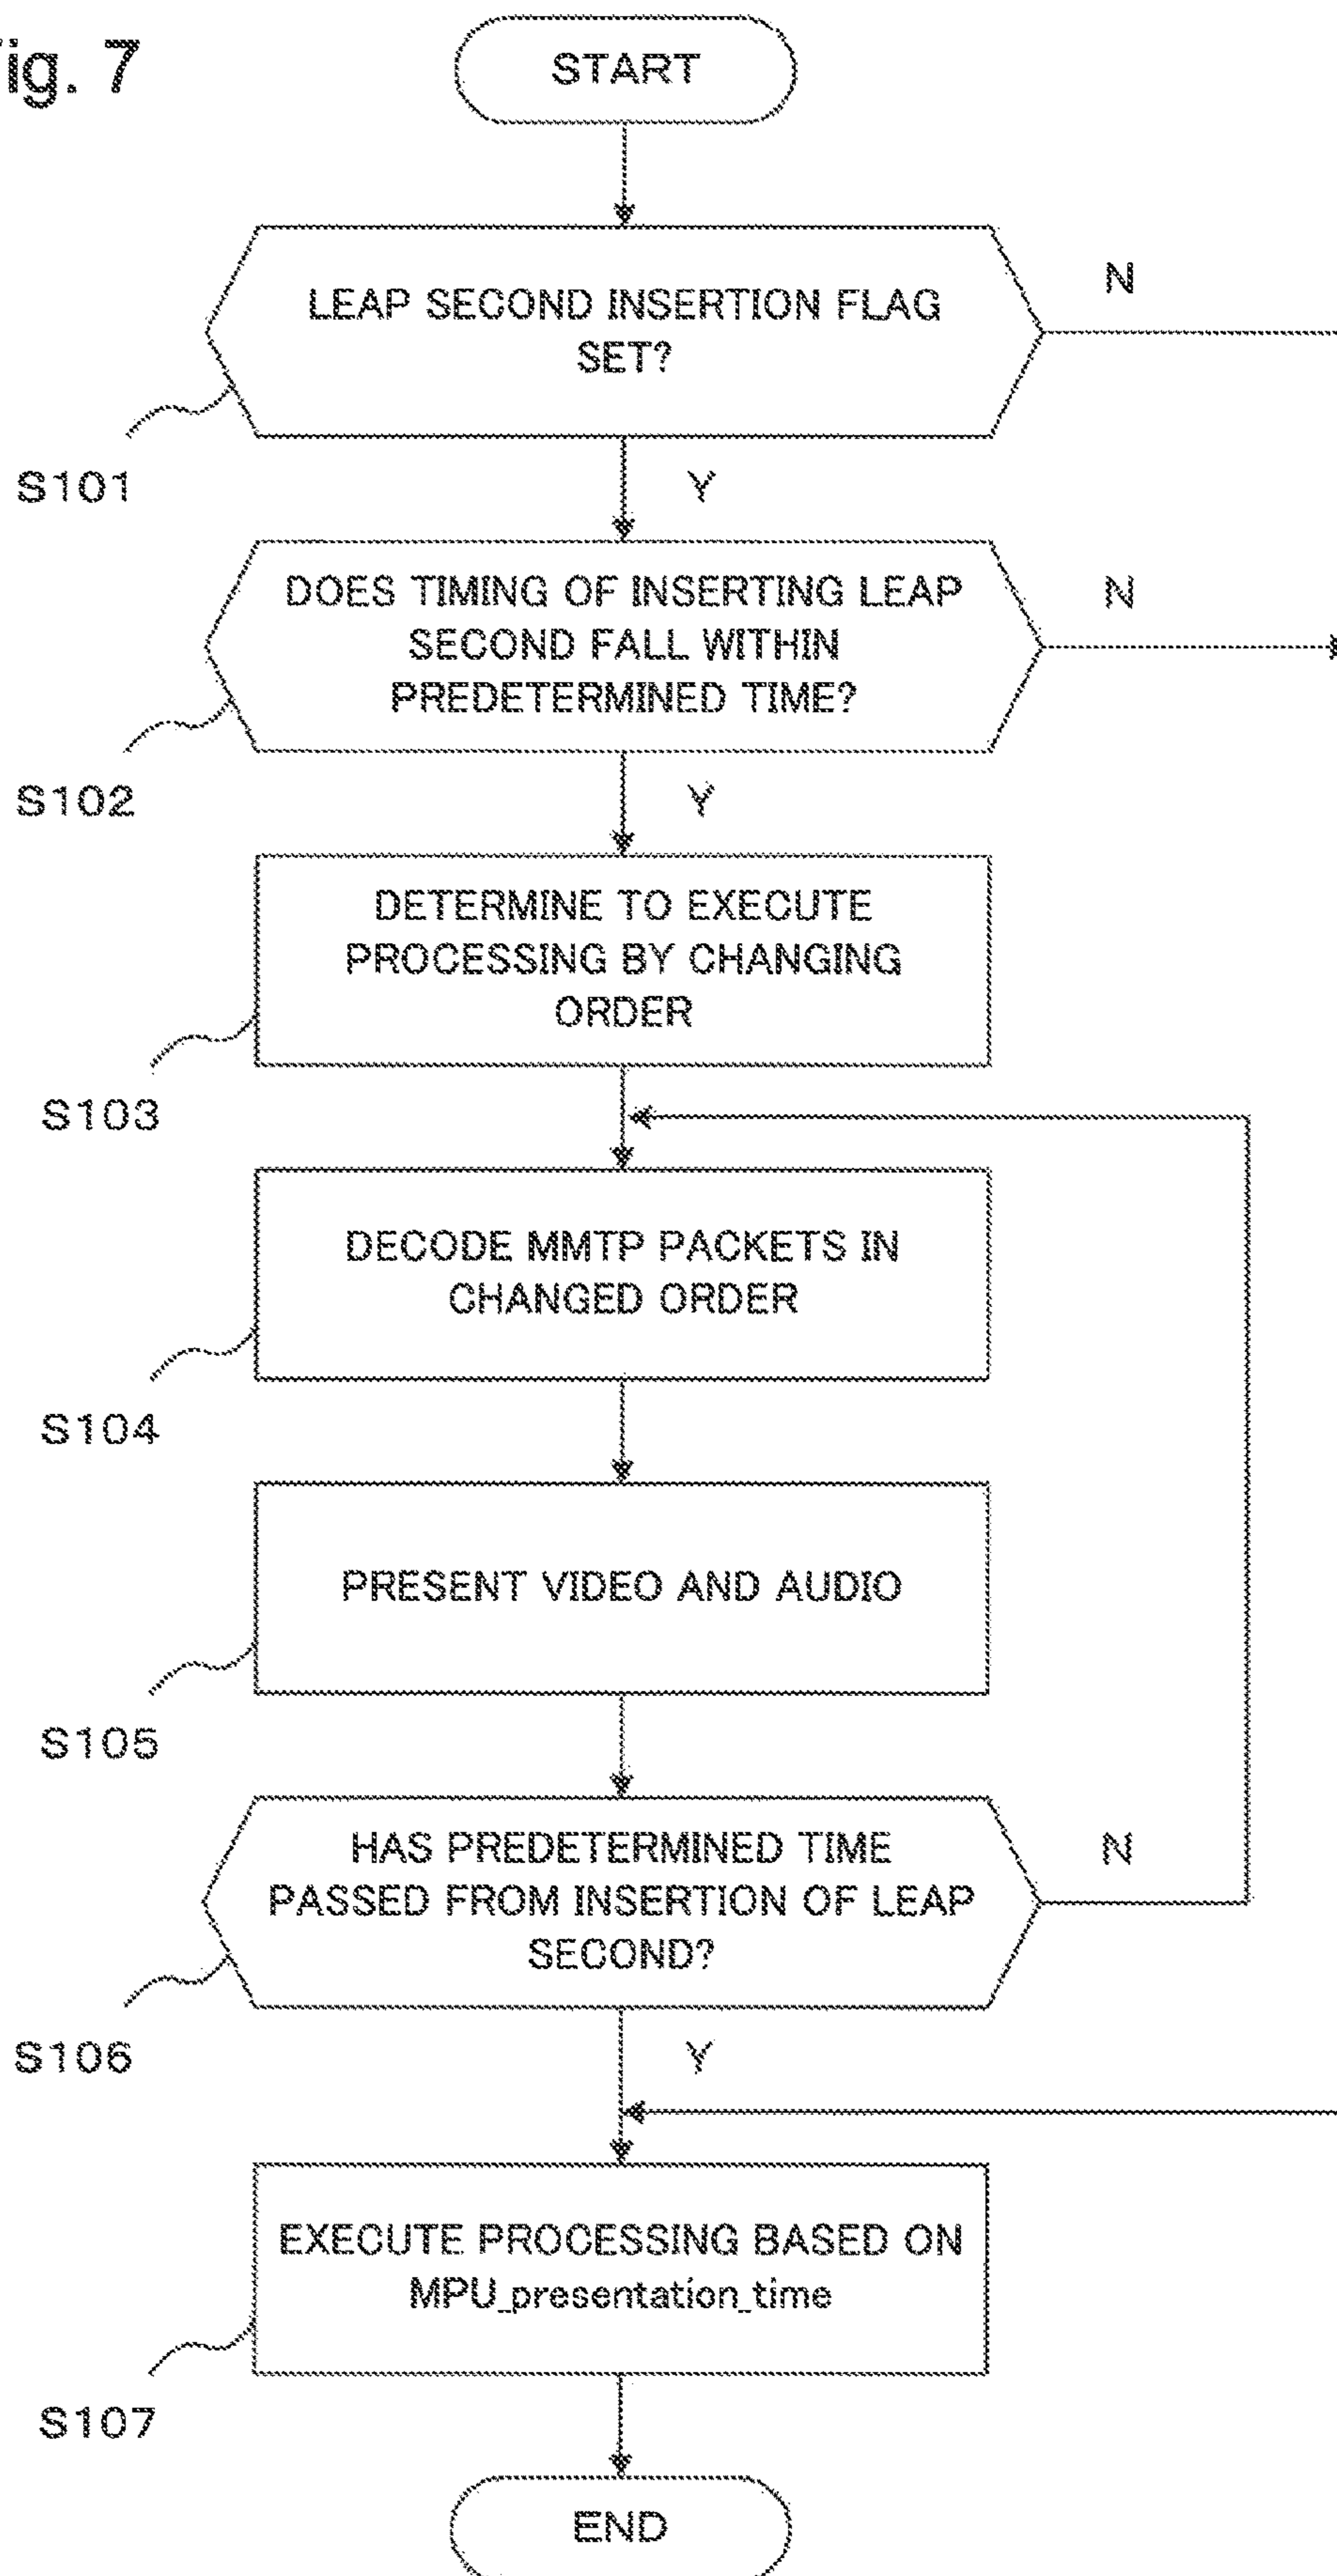 ig. 7
START
LEAP SECOND INSERTION FLAG
SET?
N
S101
Y
DOES TIMING OF INSERTING LEAP
SECOND FALL WITHIN
PREDETERMINED TIME?
N
S102
Y
DETERMINE TO EXECUTE
PROCESSING BY CHANGING
ORDER
S103
DECODE MMTP PACKETS IN
CHANGED ORDER
S104
PRESENT VIDEO AND AUDIO
S105
HAS PREDETERMINED TIME
PASSED FROM INSERTION OF LEAP
SECOND?
N
S106
Y
EXECUTE PROCESSING BASED ON
MPU_presentation_time
S107
END